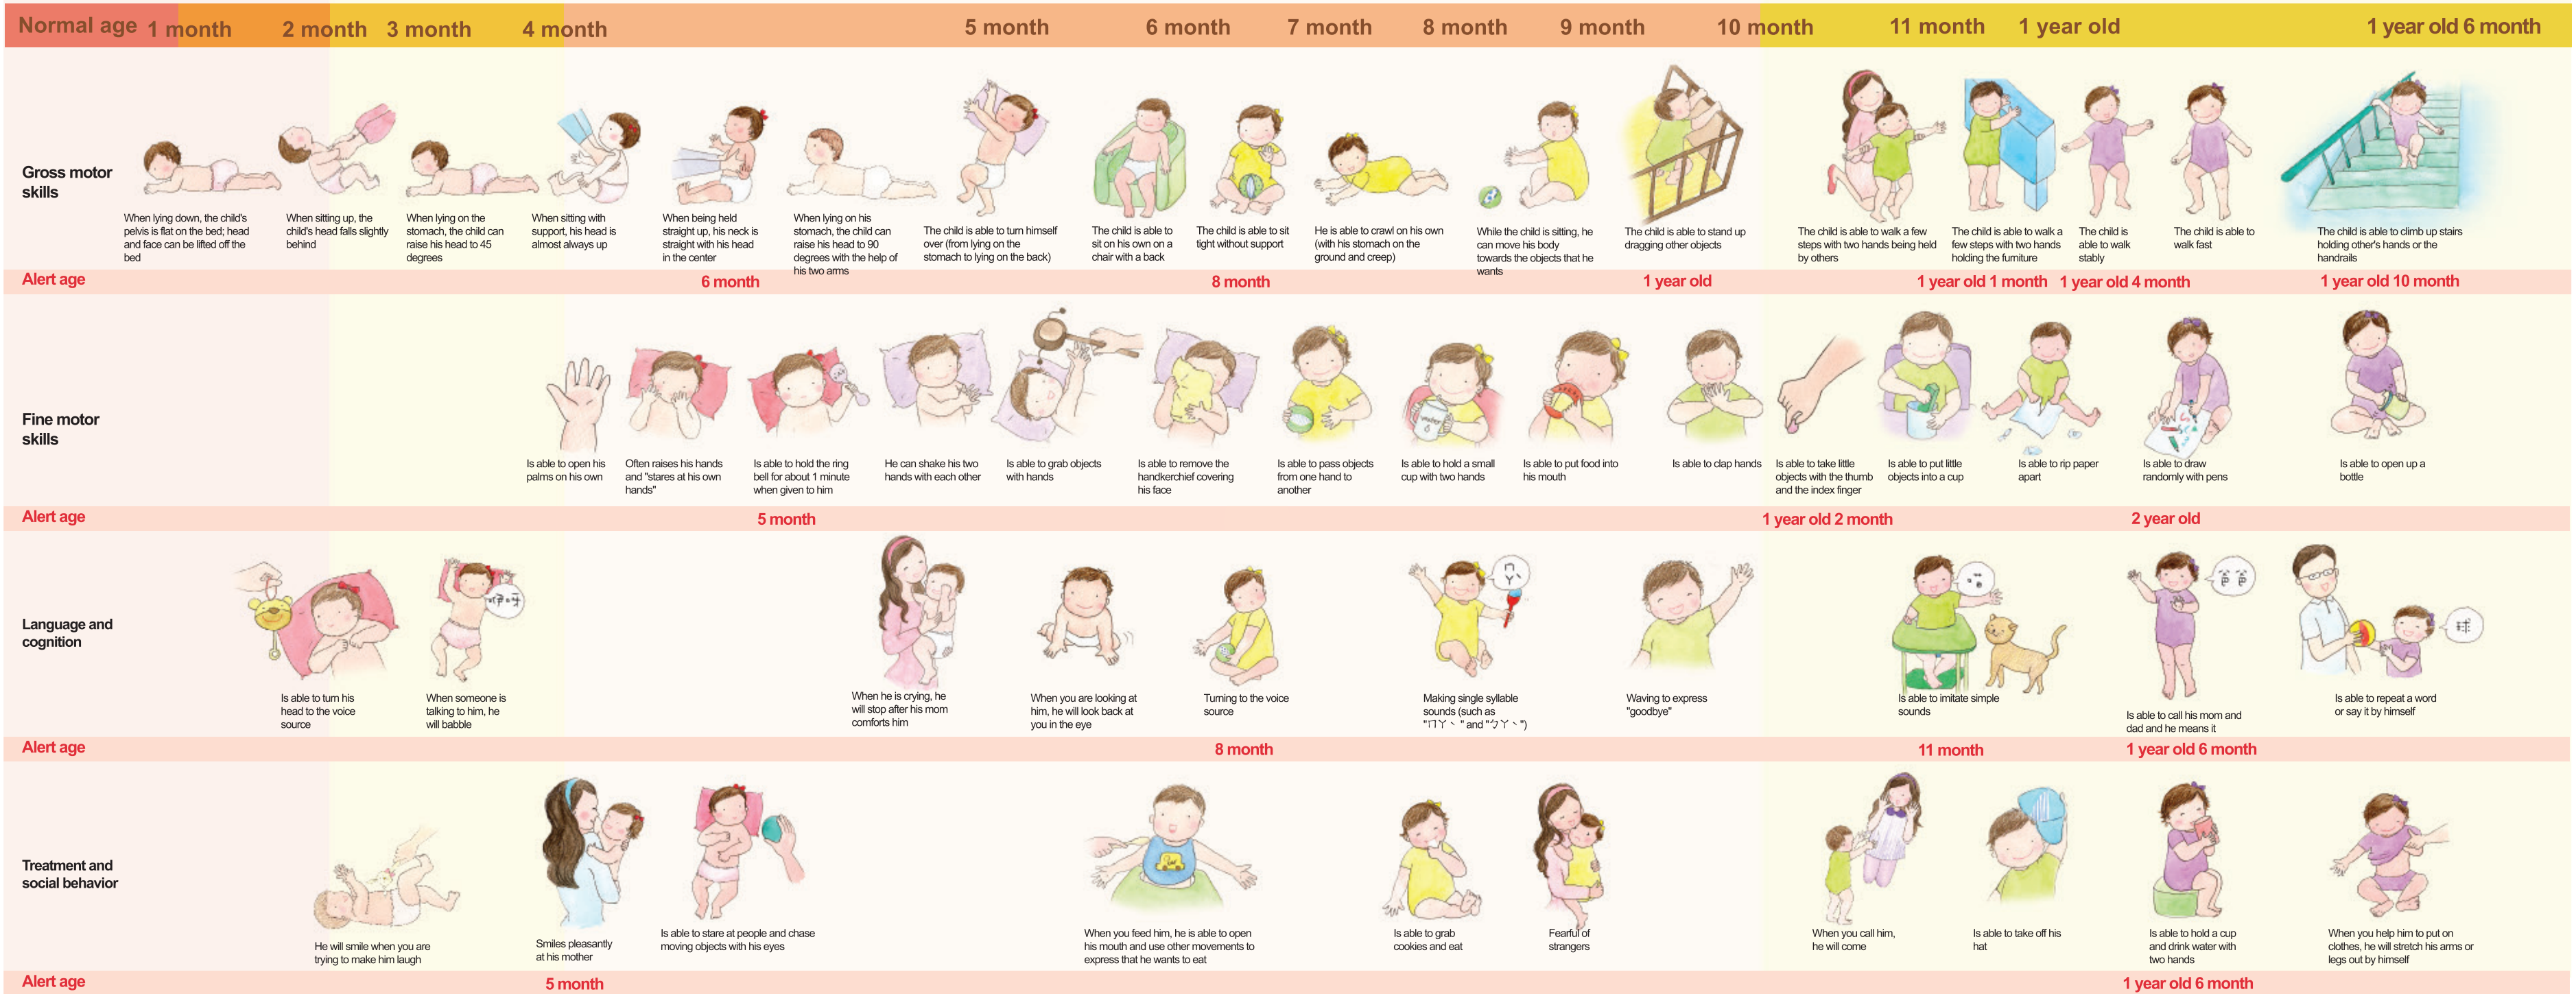 Normal age 1 month 2 month 3 month 4 month 5 month 6 month 7 month 8 month 9 month 10 month 11 month 1 year old 1 year old 6 month
Gross motor
skills
When lying down, the child's
pelvis is flat on the bed; head
and face can be lifted off the
bed
When sitting up, the
child's head falls slightly
behind
When lying on the
stomach, the child can
raise his head to 45
degrees
When sitting with
support, his head is
almost always up
When being held
straight up, his neck is
straight with his head
in the center
When lying on his
stomach, the child can
raise his head to 90
degrees with the help of
his two arms
The child is able to turn himself
over (from lying on the
stomach to lying on the back)
The child is able to
sit on his own on a
chair with a back
The child is able to sit
tight without support
He is able to crawl on his own
(with his stomach on the
ground and creep)
While the child is sitting, he
can move his body
towards the objects that he
wants
The child is able to stand up
dragging other objects
The child is able to walk a few
steps with two hands being held
by others
The child is able to walk a
few steps with two hands
holding the furniture
The child is
able to walk
stably
The child is able to
walk fast
The child is able to climb up stairs
holding other's hands or the
handrails
Alert age 6 month 8 month 1 year old 1 year old 1 month 1 year old 4 month 1 year old 10 month
Fine motor
skills
water
Is able to open his
palms on his own
Often raises his hands
and "stares at his own
hands"
Is able to hold the ring
bell for about 1 minute
when given to him
He can shake his two
hands with each other
Is able to grab objects
with hands
Is able to remove the
handkerchief covering
his face
Is able to pass objects
from one hand to
another
Is able to hold a small
cup with two hands
Is able to put food into
his mouth
Is able to clap hands
Is able to take little
objects with the thumb
and the index finger
Is able to put little
objects into a cup
Is able to rip paper
apart
Is able to draw
randomly with pens
Is able to open up a
bottle
Alert age 5 month 1 year old 2 month 2 year old
Language and
cognition
ㄇ
ㄚˋ
爸爸
球
Is able to turn his
head to the voice
source
When someone is
talking to him, he
will babble
When he is crying, he
will stop after his mom
comforts him
When you are looking at
him, he will look back at
you in the eye
Turning to the voice
source
Making single syllable
sounds (such as
"ㄇㄚˋ" and "ㄅㄚˋ")
Waving to express
"goodbye"
Is able to imitate simple
sounds
Is able to call his mom and
dad and he means it
Is able to repeat a word
or say it by himself
Alert age 8 month 11 month 1 year old 6 month
Treatment and
social behavior
He will smile when you are
trying to make him laugh
Smiles pleasantly
at his mother
Is able to stare at people and chase
moving objects with his eyes
When you feed him, he is able to open
his mouth and use other movements to
express that he wants to eat
Is able to grab
cookies and eat
Fearful of
strangers
When you call him,
he will come
Is able to take off his
hat
Is able to hold a cup
and drink water with
two hands
When you help him to put on
clothes, he will stretch his arms or
legs out by himself
Alert age 5 month 1 year old 6 month